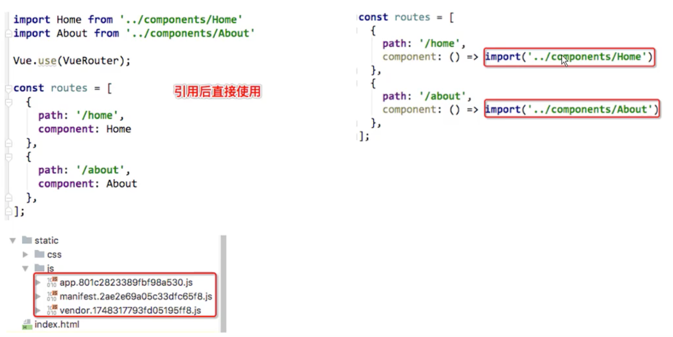 import Home from '../components/Home'
import About from '../components/About'
Vue.use(VueRouter);
const routes = [
{
path: '/home',
component: Home
},
{
path: '/about',
component: About
},
];
引用后直接使用
static
css
js
app.801c2823389fbf98a530.js
manifest.2ae2e69a05c33dfc65f8.js
vendor.1748317793fd05195ff8.js
index.html
const routes = [
{
path: '/home',
component: () => import('../components/Home')
},
{
path: '/about',
component: () => import('../components/About')
},
];